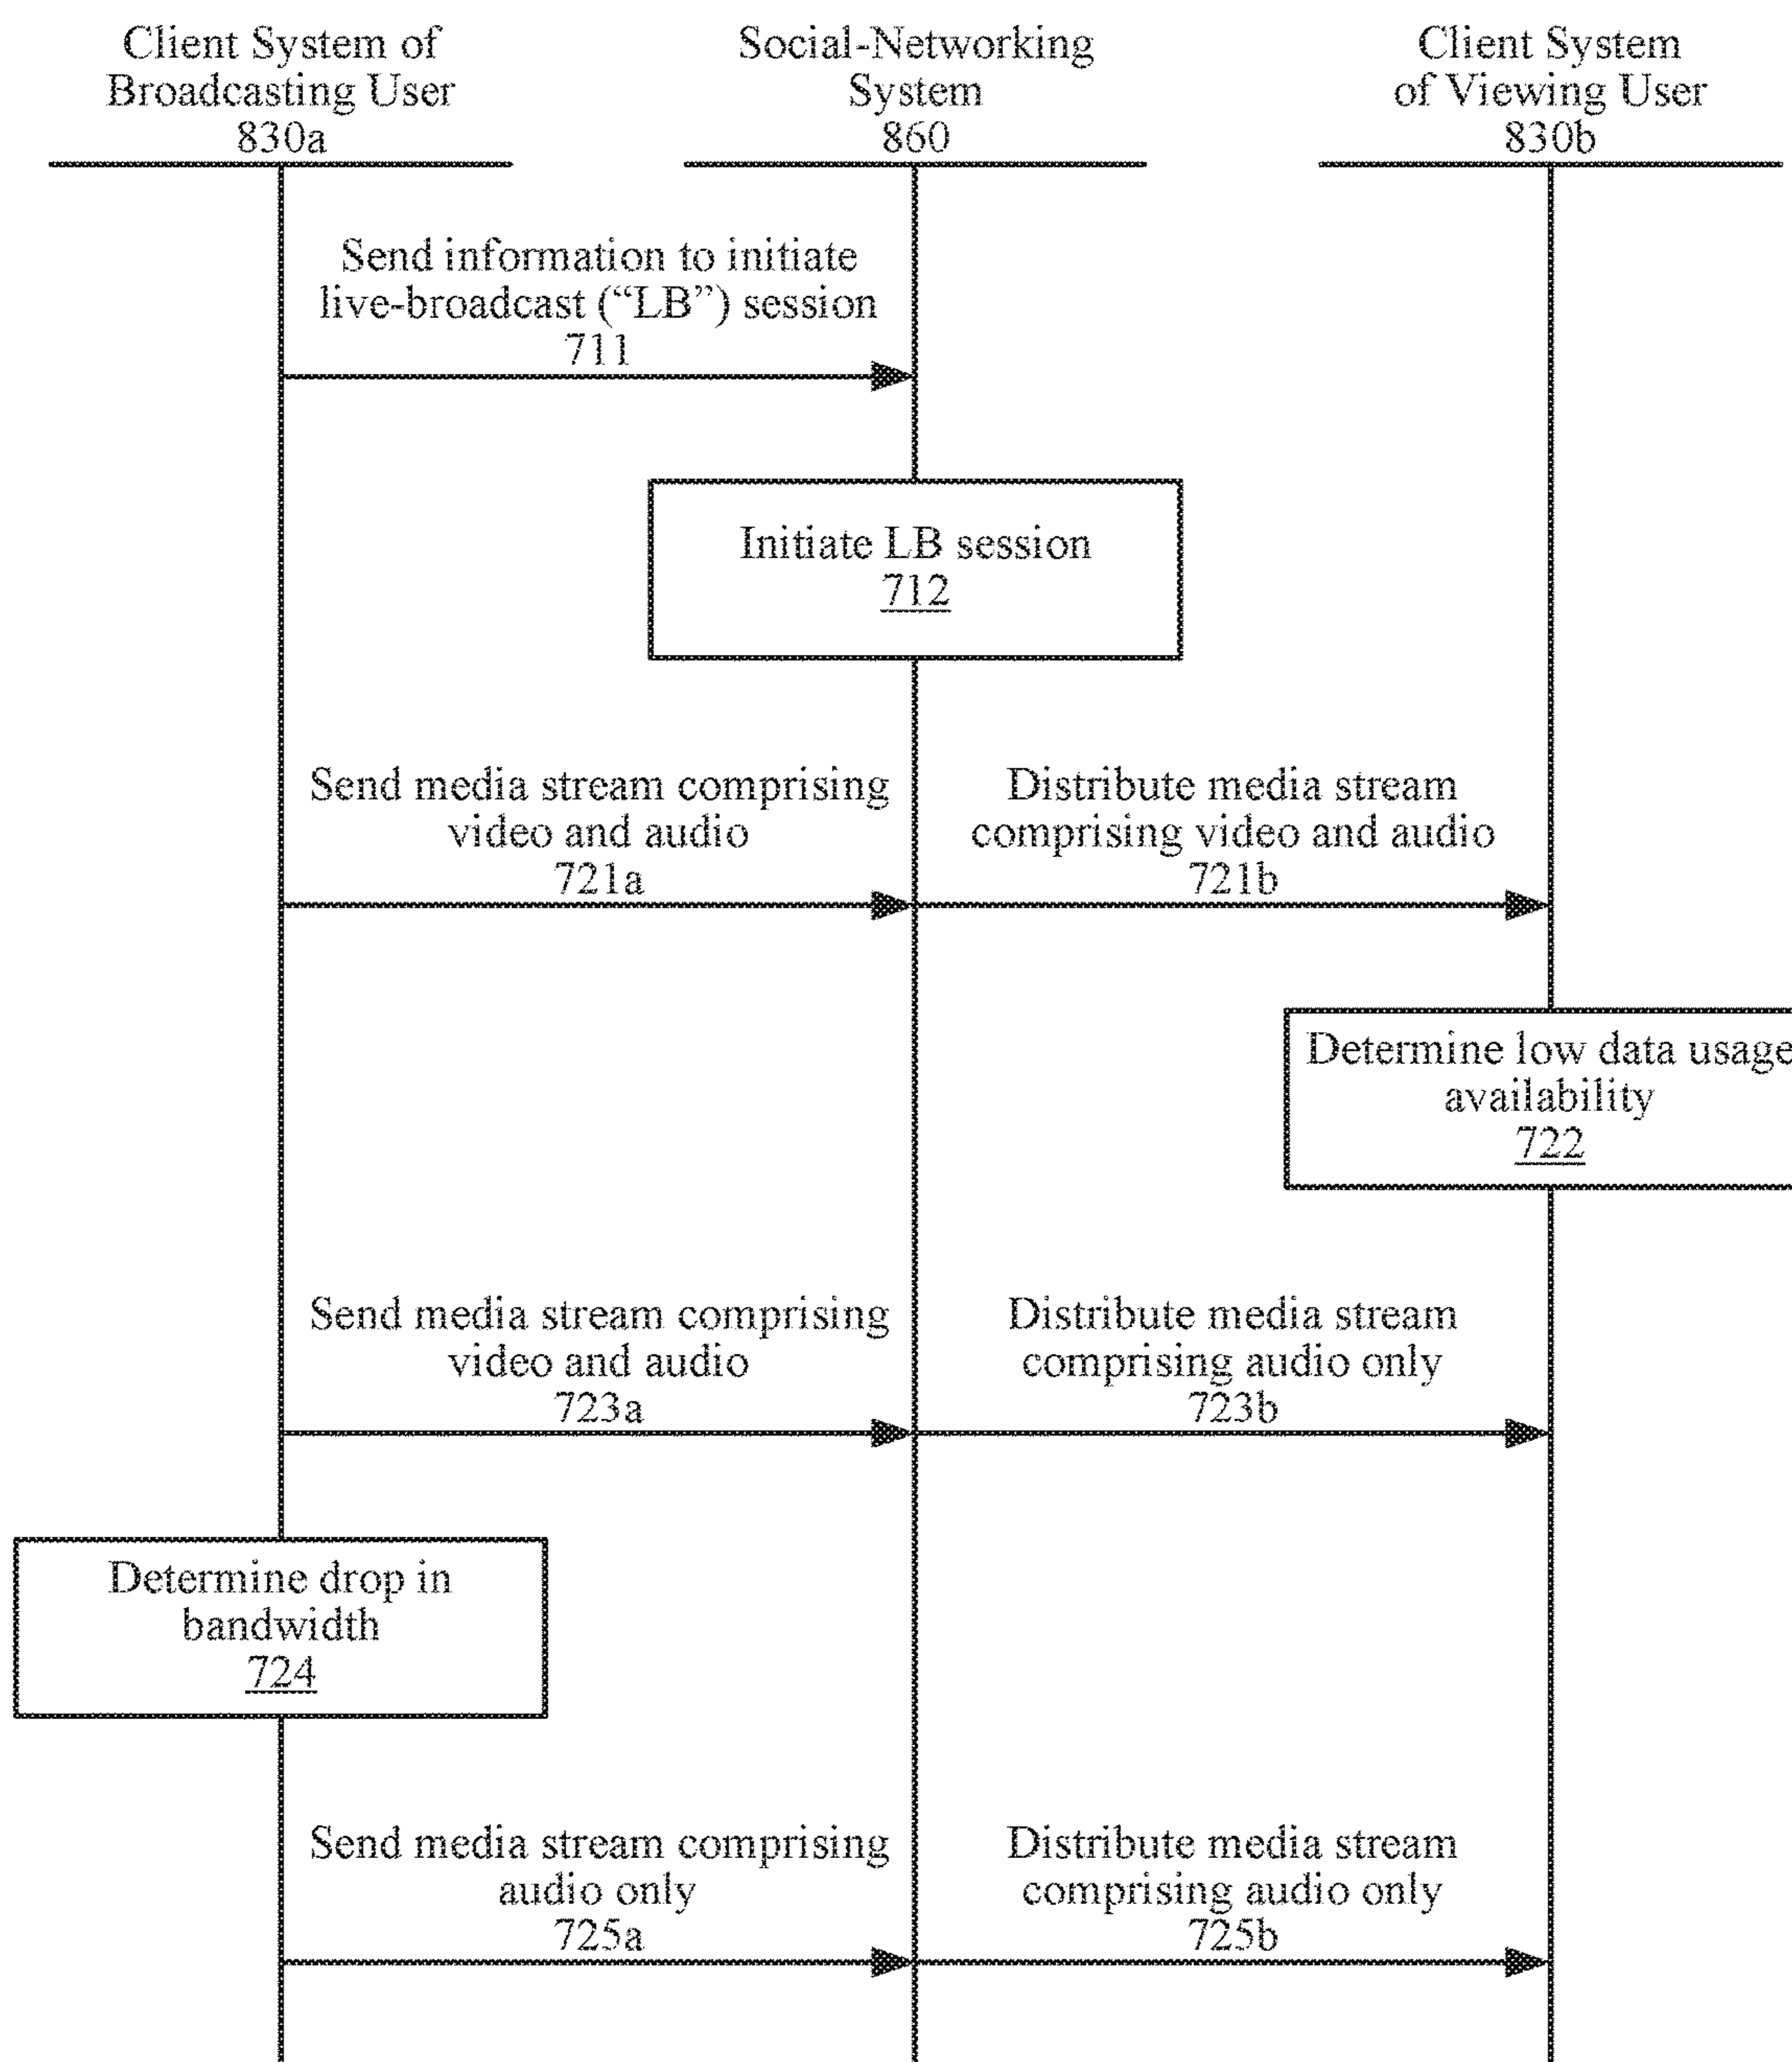 Client System of
Broadcasting User
830a
Social-Networking
System
860
Client System
of Viewing User
830b
Send information to initiate
live-broadcast (“LB”) session
711
Initiate LB session
712
Send media stream comprising
video and audio
721a
Distribute media stream
comprising video and audio
721b
Determine low data usage
availability
722
Send media stream comprising
video and audio
723a
Distribute media stream
comprising audio only
723b
Determine drop in
bandwidth
724
Send media stream comprising
audio only
725a
Distribute media stream
comprising audio only
725b